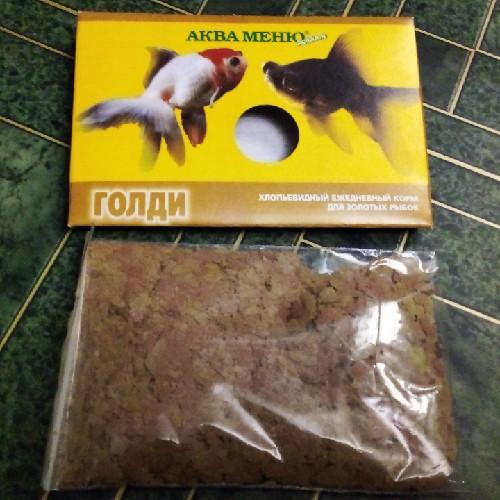 АКВА МЕНЮ
ГОЛДИ
ХЛОПЬЕВИДНЫЙ ЕЖЕДНЕВНЫЙ КОРМ
ДЛЯ ЗОЛОТЫХ РЫБОК